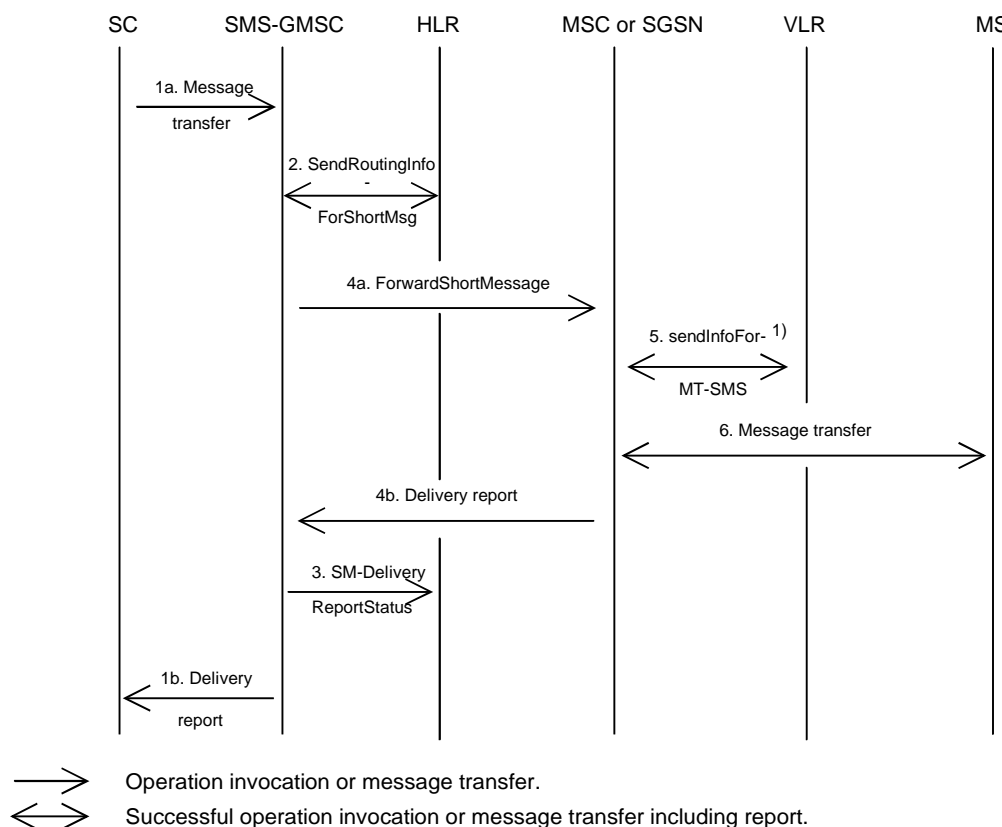 SC SMS-GMSC HLR MSC or SGSN VLR MS
1a. Message
transfer
2. SendRoutingInfo
-
ForShortMsg
4a. ForwardShortMessage
5. sendInfoFor- 1)
MT-SMS
6. Message transfer
4b. Delivery report
3. SM-Delivery
ReportStatus
1b. Delivery
report
Operation invocation or message transfer.
Successful operation invocation or message transfer including report.